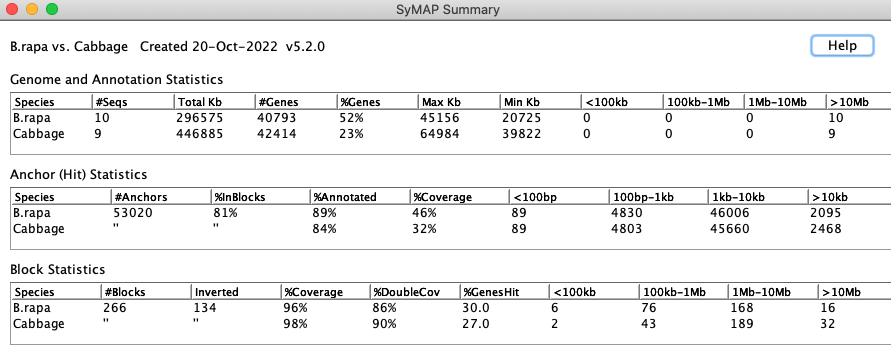 SyMAP Summary
B.rapa vs. Cabbage Created 20-Oct-2022 v5.2.0 Help
Genome and Annotation Statistics
Species #Seqs Total Kb #Genes %Genes Max Kb Min Kb <100kb 100kb-1Mb 1Mb-10Mb >10Mb
B.rapa 10 296575 40793 52% 45156 20725 0 0 0 10
Cabbage 9 446885 42414 23% 64984 39822 0 0 0 9
Anchor (Hit) Statistics
Species #Anchors %InBlocks %Annotated %Coverage <100bp 100bp-1kb 1kb-10kb >10kb
B.rapa 53020 81% 89% 46% 89 4830 46006 2095
Cabbage " " 84% 32% 89 4803 45660 2468
Block Statistics
Species #Blocks Inverted %Coverage %DoubleCov %GenesHit <100kb 100kb-1Mb 1Mb-10Mb >10Mb
B.rapa 266 134 96% 86% 30.0 6 76 168 16
Cabbage " " 98% 90% 27.0 2 43 189 32